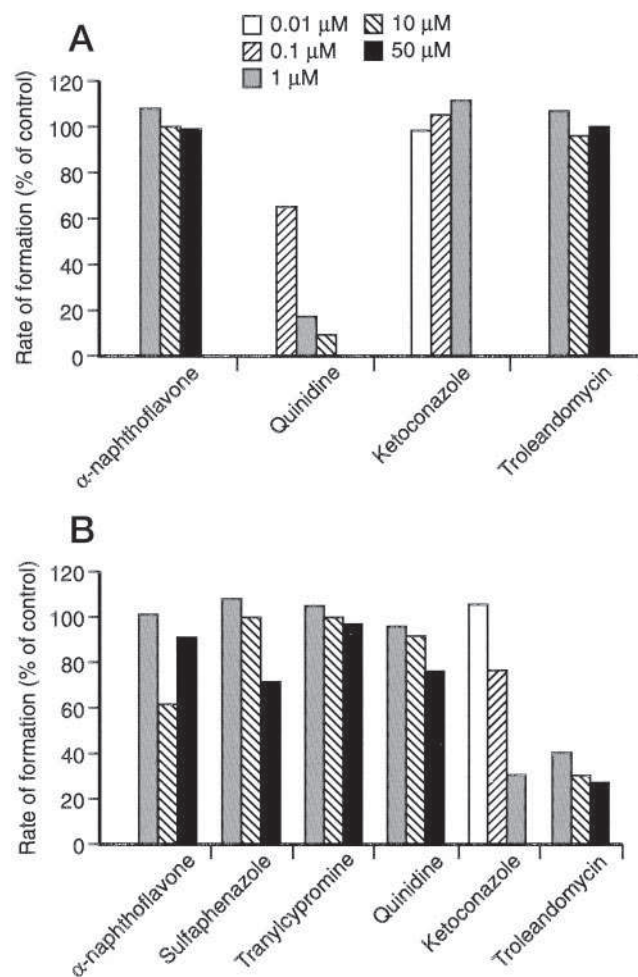 A
0.01 μM
10 μM
0.1 μM
50 μM
1 μM
Rate of formation (% of control)
120
100
80
60
40
20
0
α-naphthoflavone
Quinidine
Ketoconazole
Troleandomycin
B
Rate of formation (% of control)
120
100
80
60
40
20
0
α-naphthoflavone
Sulfaphenazole
Tranylcypromine
Quinidine
Ketoconazole
Troleandomycin